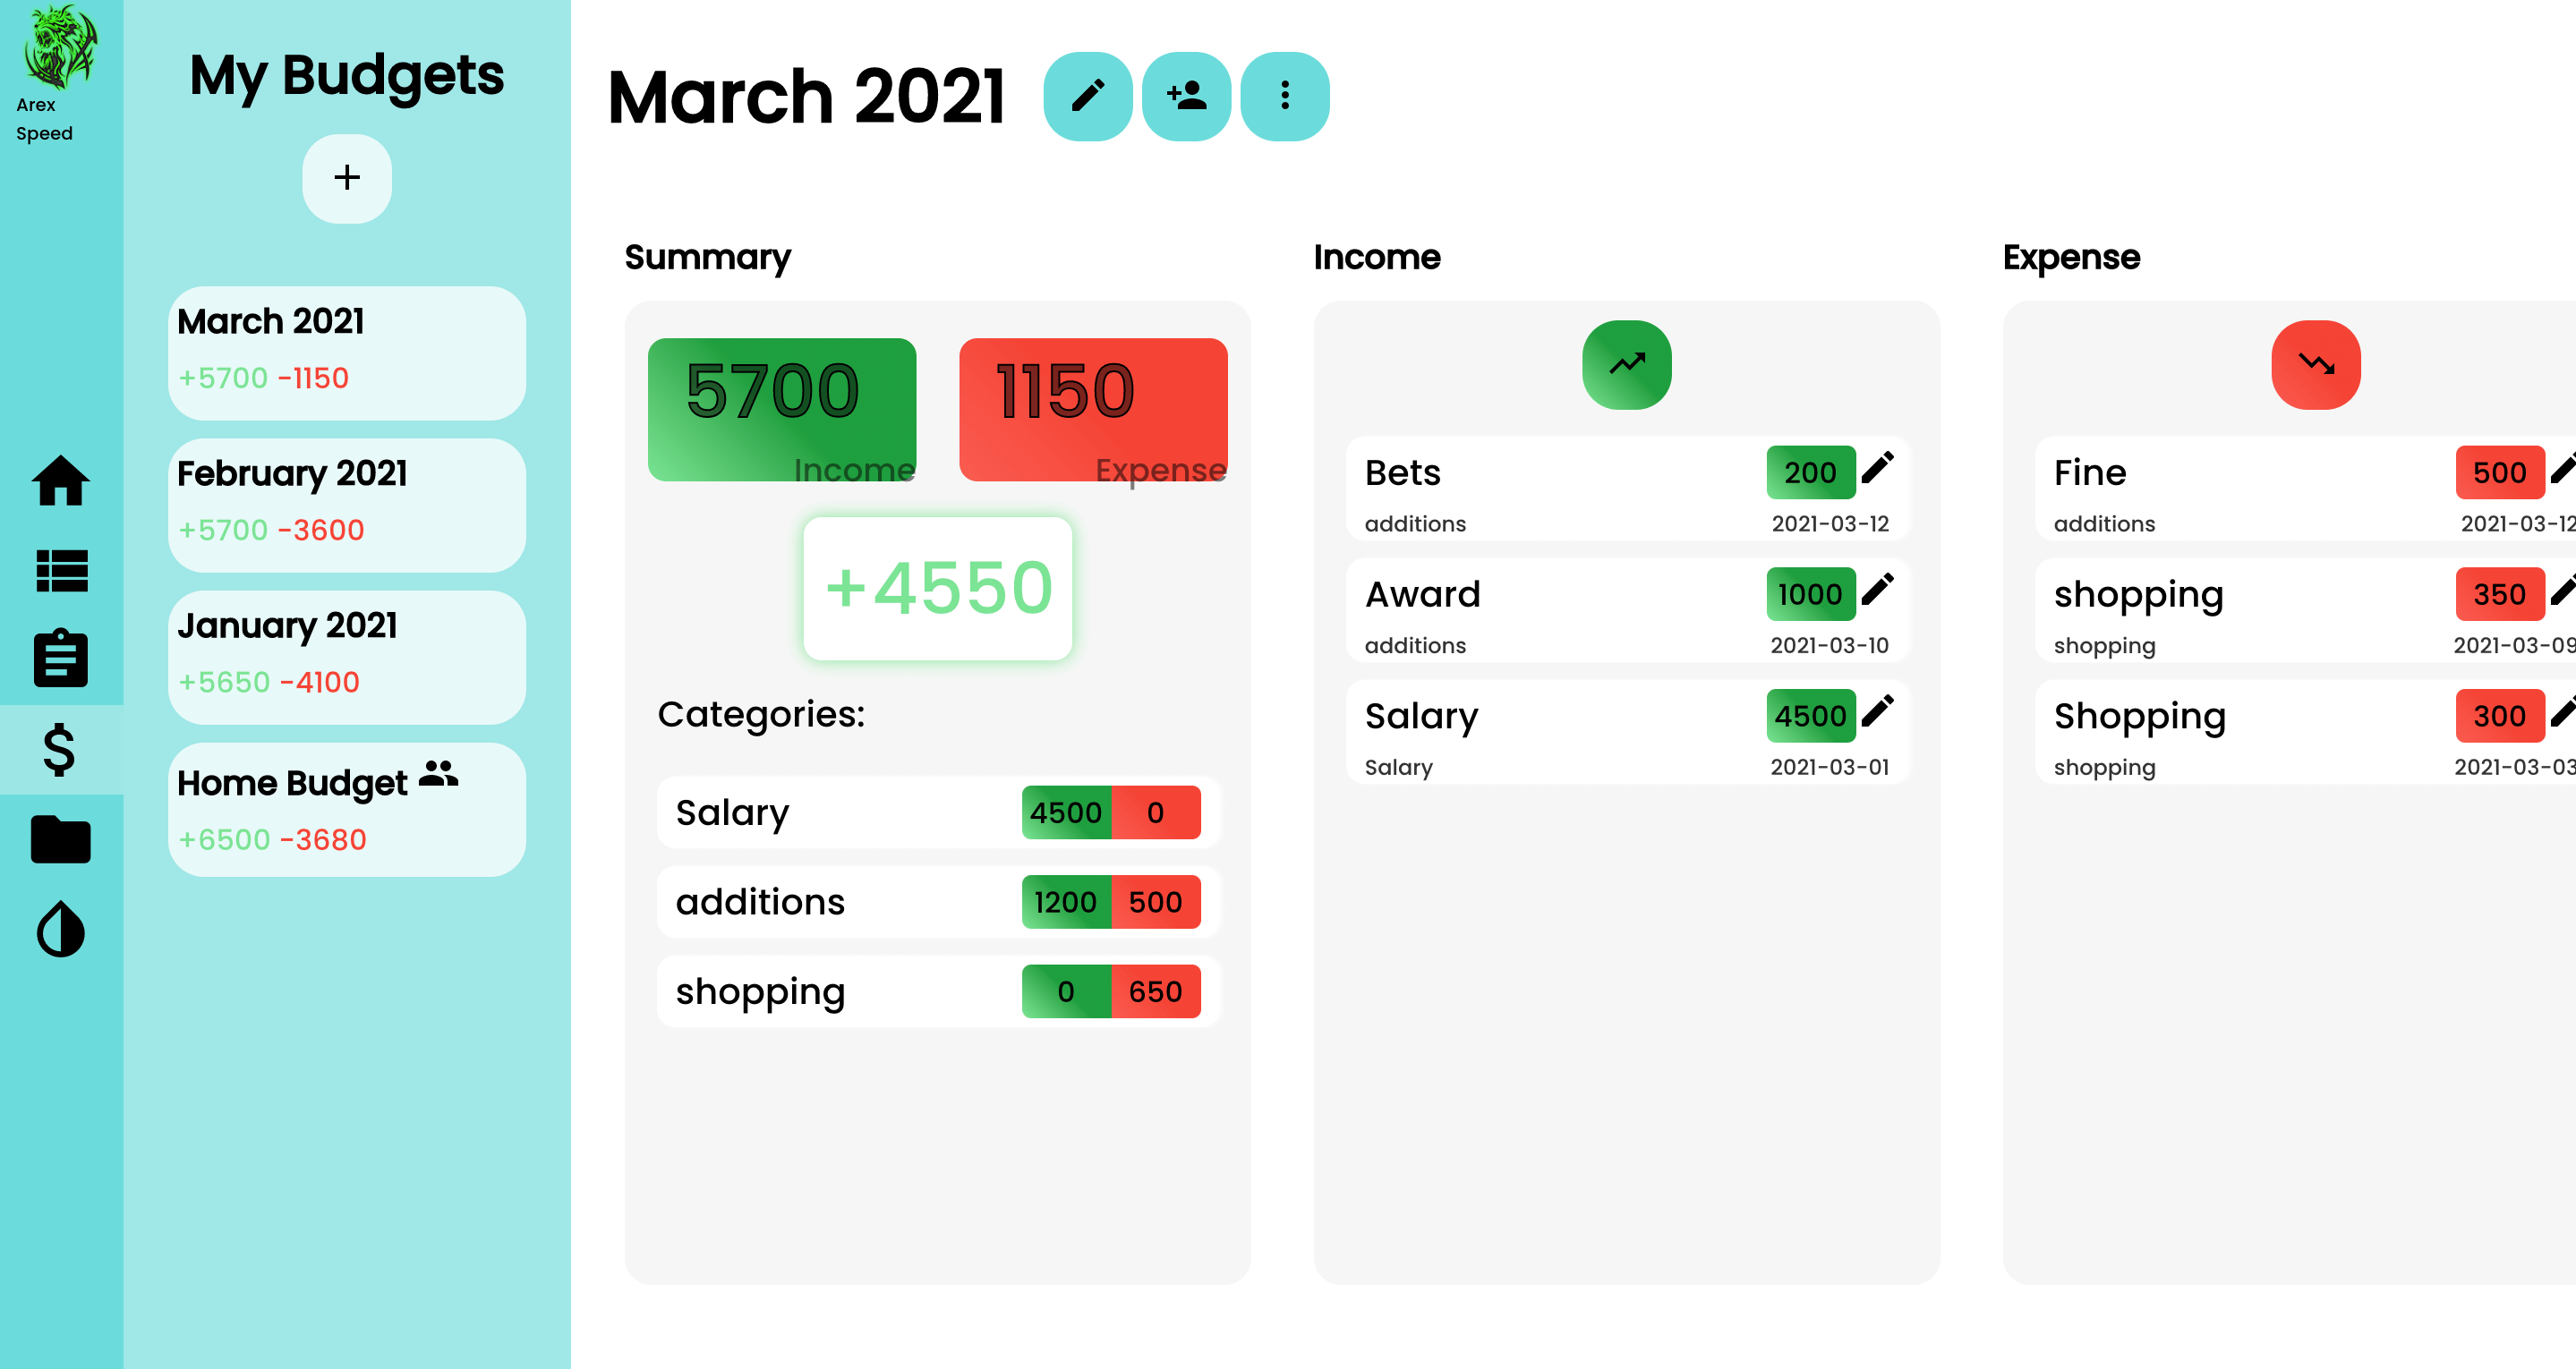 Arex
Speed
My Budgets
+
March 2021
+5700 -1150
February 2021
+5700 -3600
January 2021
+5650 -4100
Home Budget
+6500 -3680
March 2021
Summary
5700
Income
1150
Expense
+4550
Categories:
Salary 4500 0
additions 1200 500
shopping 0 650
Income
Bets 200
additions 2021-03-12
Award 1000
additions 2021-03-10
Salary 4500
Salary 2021-03-01
Expense
Fine 500
additions 2021-03-12
shopping 350
shopping 2021-03-09
Shopping 300
shopping 2021-03-03